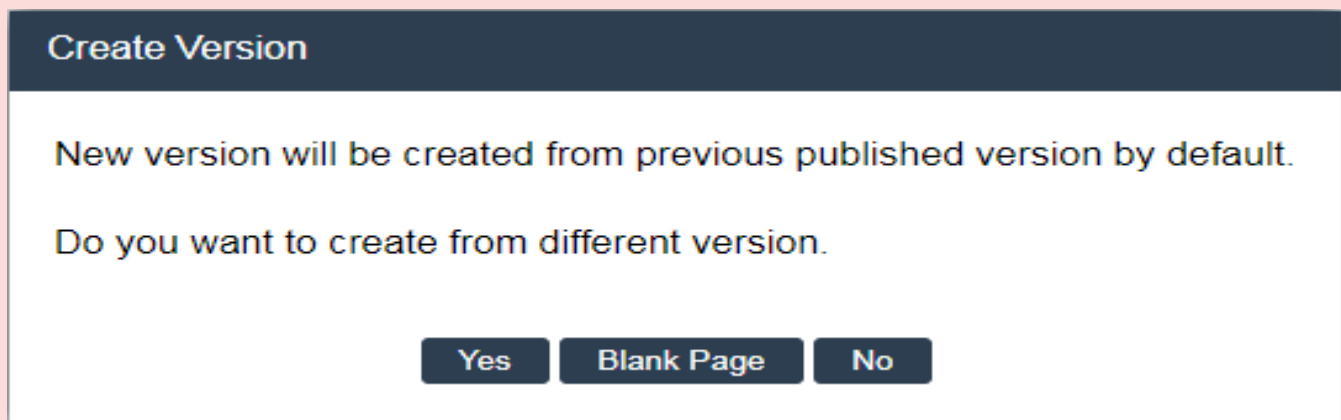 Create Version
New version will be created from previous published version by default.
Do you want to create from different version.
Yes Blank Page No